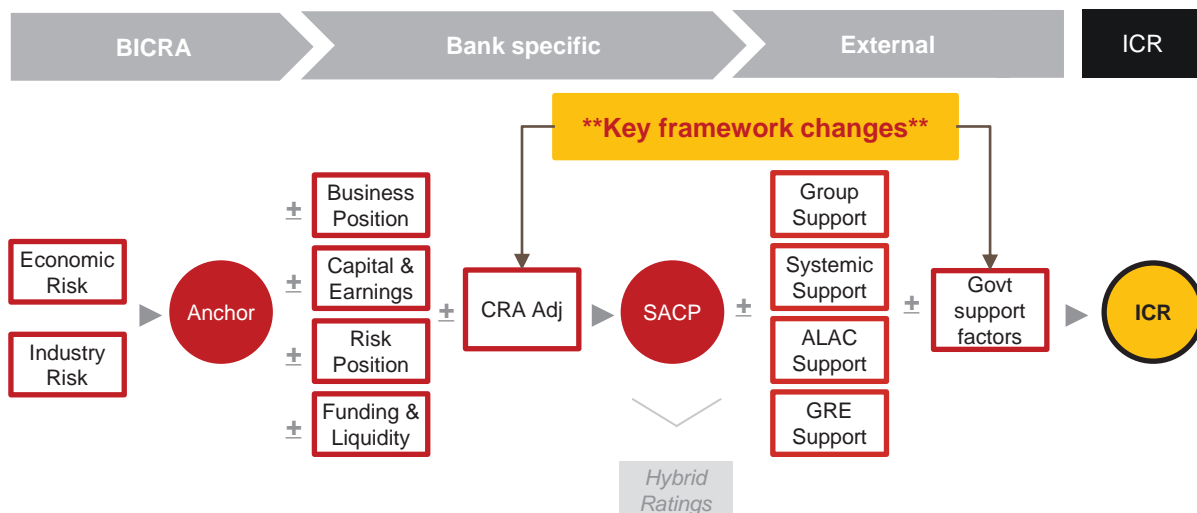 BICRA
Bank specific
External
ICR
**Key framework changes**
Economic
Risk
Industry
Risk
Anchor
±
Business
Position
±
Capital &
Earnings
±
Risk
Position
±
Funding &
Liquidity
±
CRA Adj
SACP
Hybrid
Ratings
±
Group
Support
Systemic
Support
ALAC
Support
GRE
Support
±
Govt
support
factors
ICR